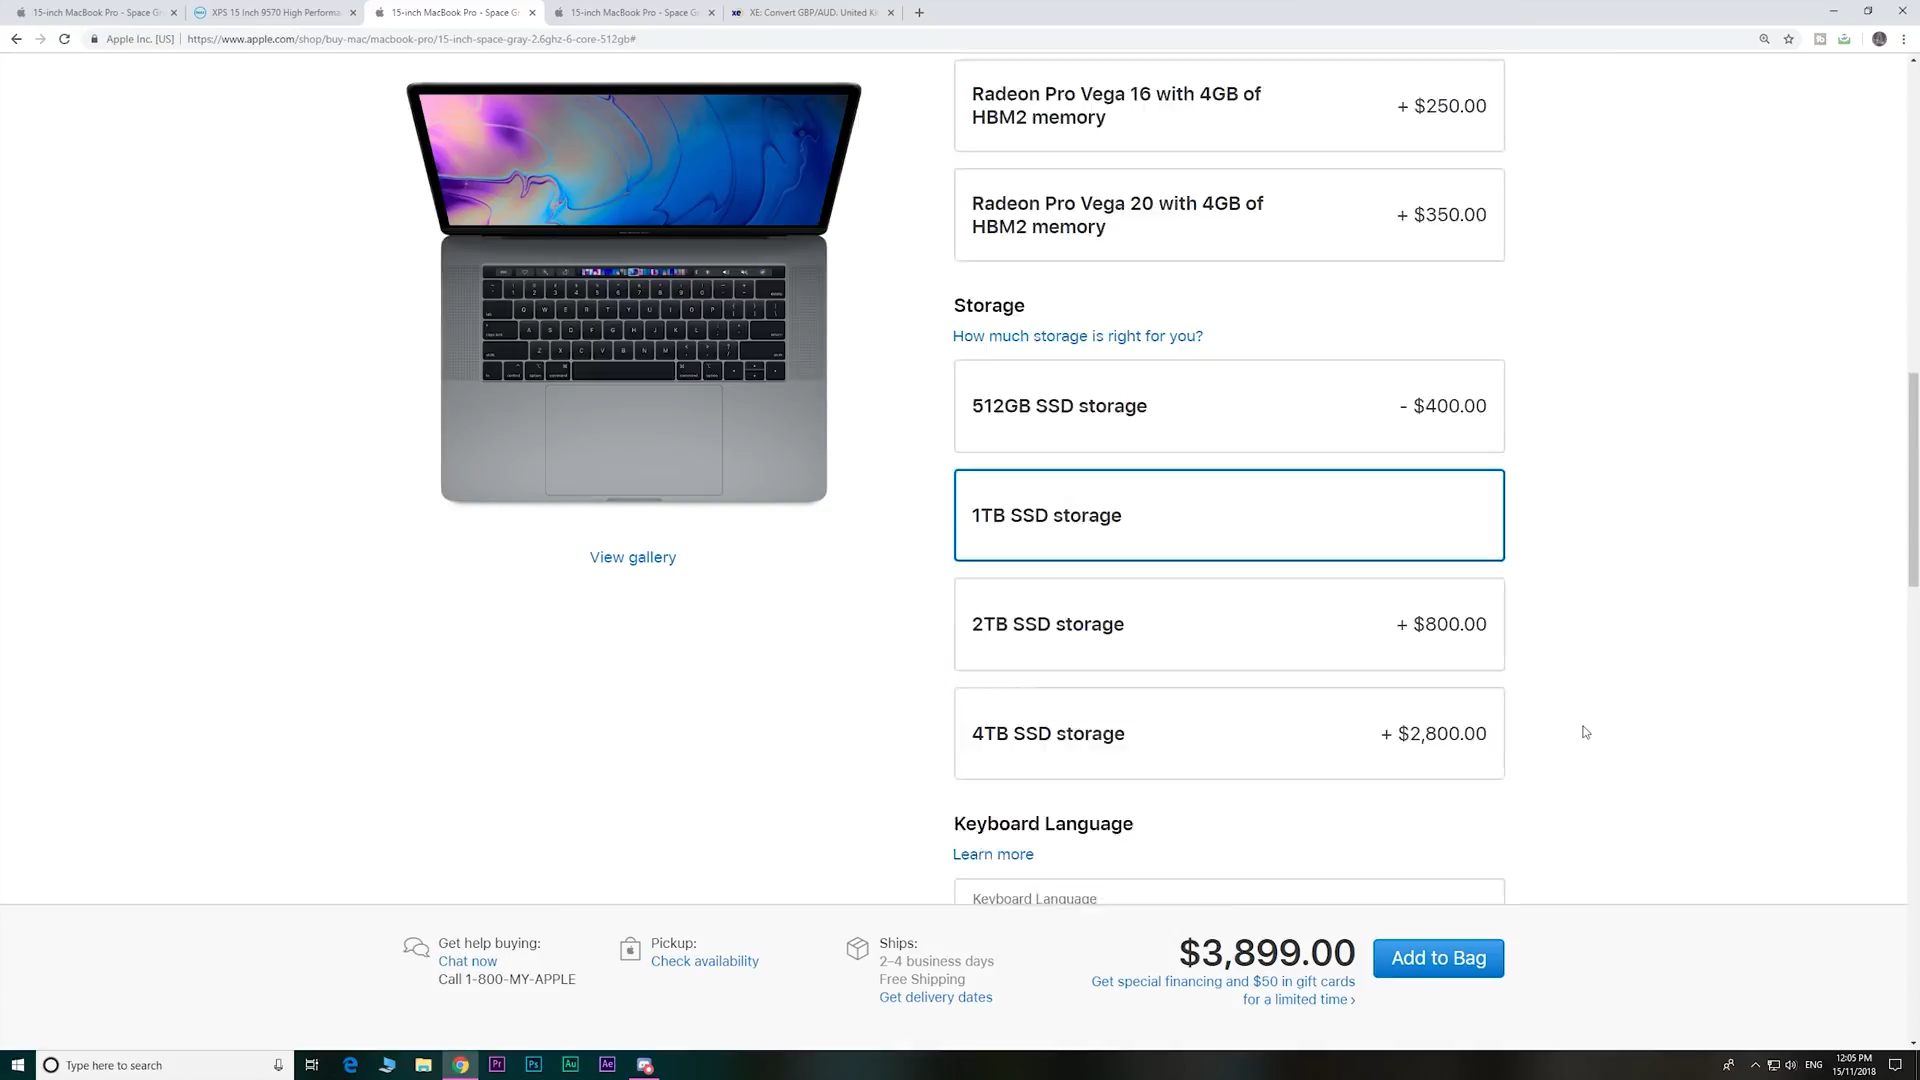 15-inch MacBook Pro - Space Gr
XPS 15 Inch 9570 High Performa
15-inch MacBook Pro - Space Gr
15-inch MacBook Pro - Space Gr
XE: Convert GBP/AUD. United Ki
Apple Inc. [US]
https://www.apple.com/shop/buy-mac/macbook-pro/15-inch-space-gray-2.6ghz-6-core-512gb#
Radeon Pro Vega 16 with 4GB of
HBM2 memory
+ $250.00
Radeon Pro Vega 20 with 4GB of
HBM2 memory
+ $350.00
Storage
How much storage is right for you?
512GB SSD storage
- $400.00
1TB SSD storage
2TB SSD storage
+ $800.00
4TB SSD storage
+ $2,800.00
View gallery
Keyboard Language
Learn more
Keyboard Language
Get help buying:
Chat now
Call 1-800-MY-APPLE
Pickup:
Check availability
Ships:
2–4 business days
Free Shipping
Get delivery dates
$3,899.00
Get special financing and $50 in gift cards
for a limited time ›
Add to Bag
Type here to search
Pr
Ps
Au
Ae
ENG
12:05 PM
15/11/2018